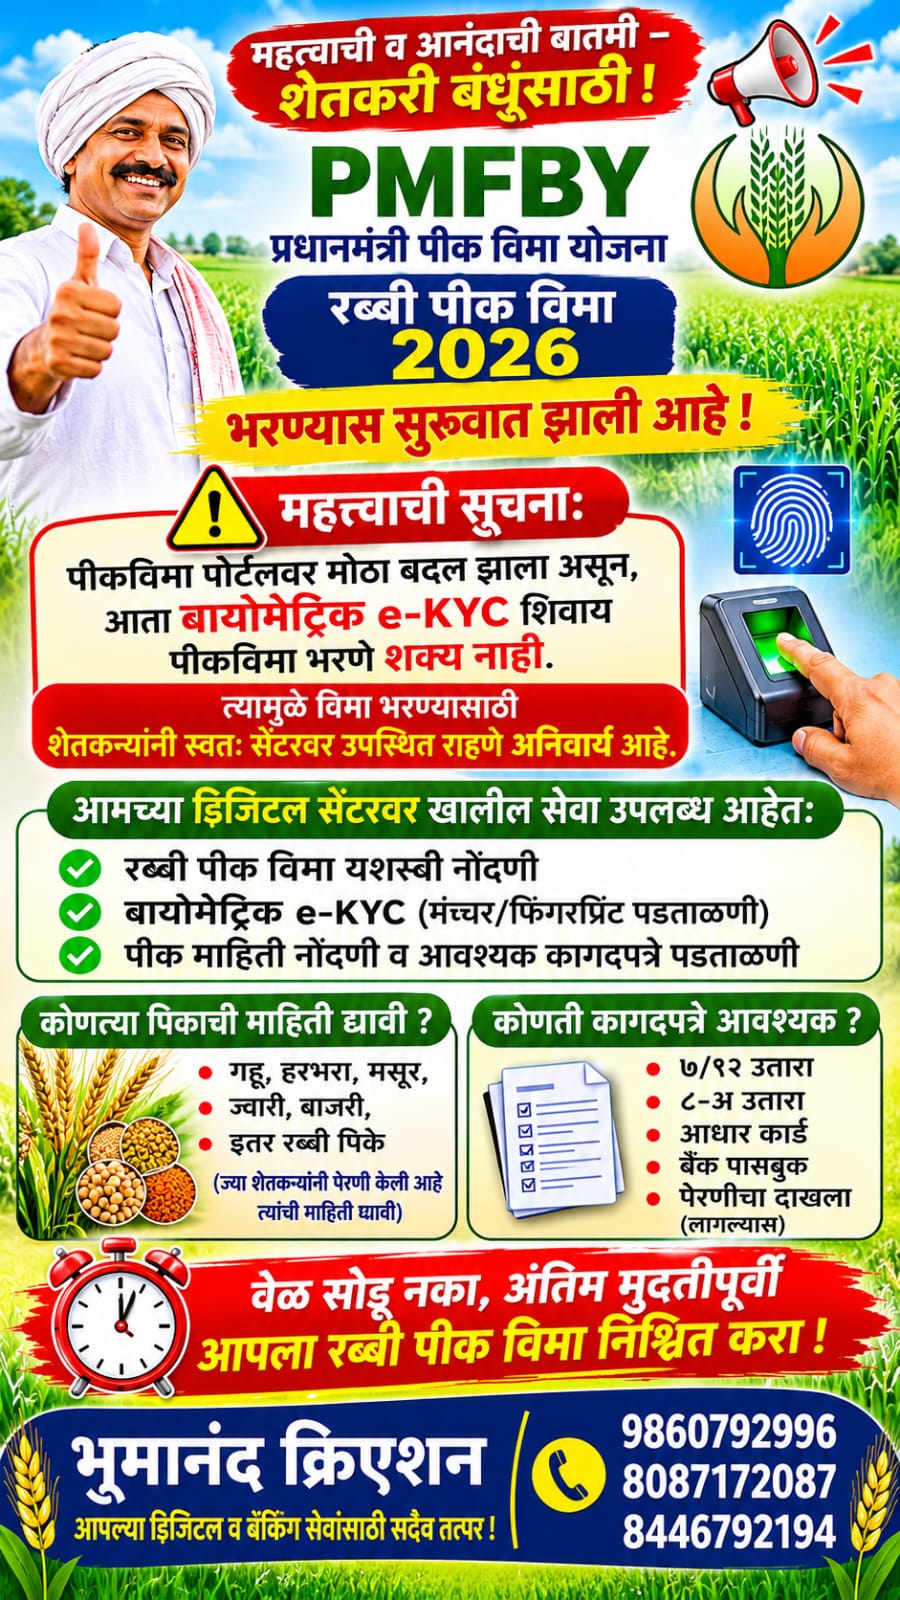 महत्वाची व आनंदाची बातमी –
शेतकरी बंधूंसाठी !
PMFBY
प्रधानमंत्री पीक विमा योजना
रब्बी पीक विमा
2026
भरण्यास सुरूवात झाली आहे !
महत्त्वाची सूचना:
पीकविमा पोर्टलवर मोठा बदल झाला असून,
आता बायोमेट्रिक e-KYC शिवाय
पीकविमा भरणे शक्य नाही.
त्यामुळे विमा भरण्यासाठी
शेतकऱ्यांनी स्वत: सेंटरवर उपस्थित राहणे अनिवार्य आहे.
आमच्या डिजिटल सेंटरवर खालील सेवा उपलब्ध आहेत:
रब्बी पीक विमा यशस्बी नोंदणी
बायोमेट्रिक e-KYC (मंच्चर/फिंगरप्रिंट पडताळणी)
पीक माहिती नोंदणी व आवश्यक कागदपत्रे पडताळणी
कोणत्या पिकाची माहिती द्यावी ?
• गहू, हरभरा, मसूर,
• ज्वारी, बाजरी,
• इतर रब्बी पिके
(ज्या शेतकऱ्यांनी पेरणी केली आहे
त्यांची माहिती द्यावी)
कोणती कागदपत्रे आवश्यक ?
• ७/९२ उतारा
• ८-अ उतारा
• आधार कार्ड
• बैंक पासबुक
• पेरणीचा दाखला
(लागल्यास)
वेळ सोडू नका, अंतिम मुदतीपूर्वी
आपला रब्बी पीक विमा निश्चित करा !
भूमानंद क्रिएशन
आपल्या डिजिटल व बॅंकिंग सेवांसाठी सदैव तत्पर !
9860792996
8087172087
8446792194